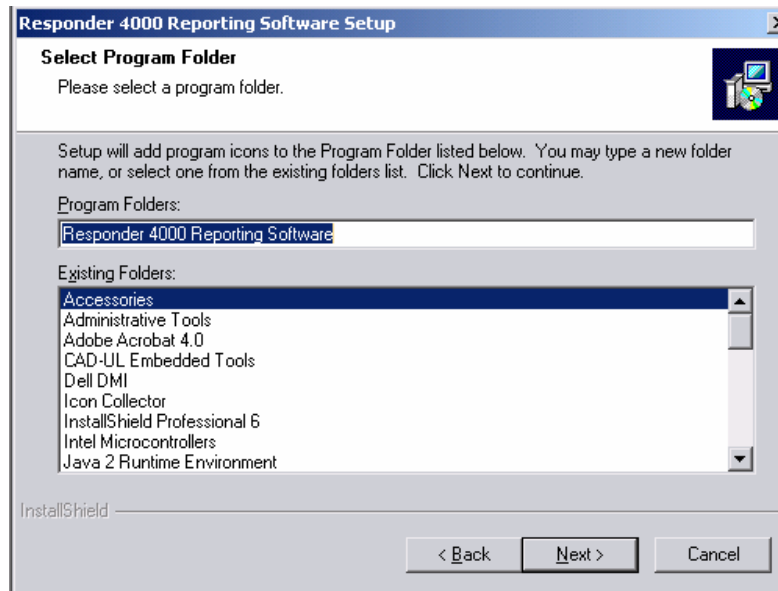 Responder 4000 Reporting Software Setup
Select Program Folder
Please select a program folder.
Setup will add program icons to the Program Folder listed below. You may type a new folder
name, or select one from the existing folders list. Click Next to continue.
Program Folders:
Responder 4000 Reporting Software
Existing Folders:
Accessories
Administrative Tools
Adobe Acrobat 4.0
CAD-UL Embedded Tools
Dell DMI
Icon Collector
InstallShield Professional 6
Intel Microcontrollers
Java 2 Runtime Environment
InstallShield
< Back
Next >
Cancel